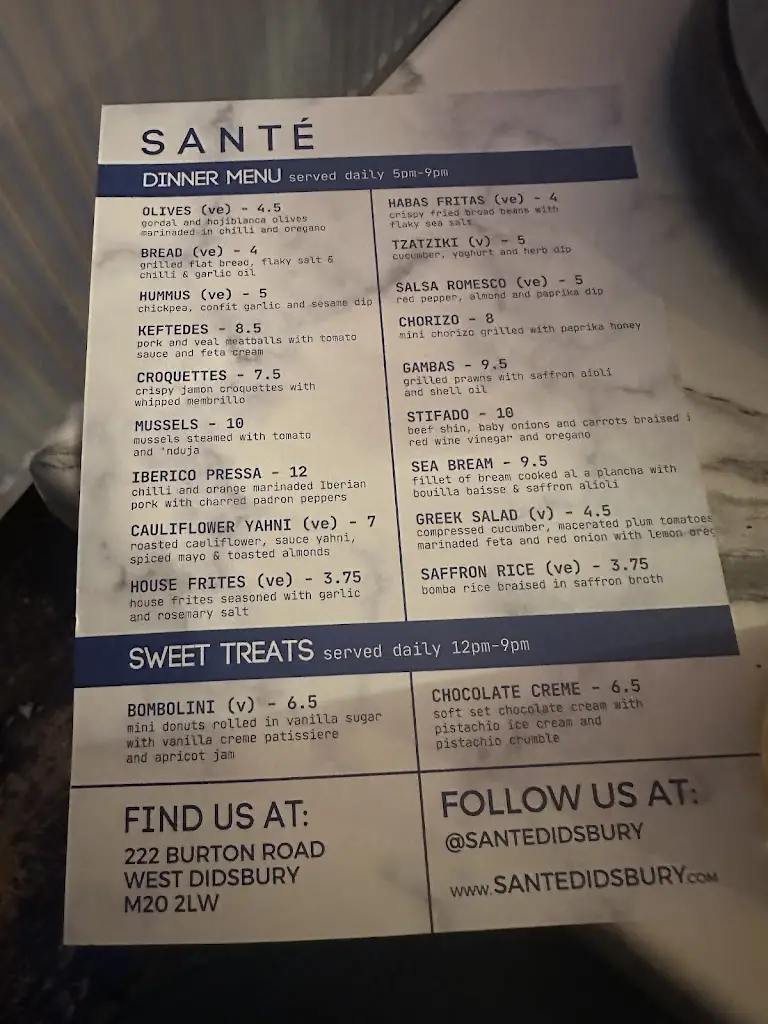 SANTÉ
DINNER MENU served daily 5pm-9pm
OLIVES (ve) - 4.5
gordal and hojiblanca olives
marinaded in chilli and oregano
BREAD (ve) - 4
grilled flat bread, flaky salt &
chilli & garlic oil
HUMMUS (ve) - 5
chickpea, confit garlic and sesame dip
KEFTEDES - 8.5
pork and veal meatballs with tomato
sauce and feta cream
CROQUETTES - 7.5
crispy jamon croquettes with
whipped membrillo
MUSSELS - 10
mussels steamed with tomato
and 'nduja
IBERICO PRESSA - 12
chilli and orange marinaded Iberian
pork with charred padron peppers
CAULIFLOWER YAHNI (ve) - 7
roasted cauliflower, sauce yahni,
spiced mayo & toasted almonds
HOUSE FRITES (ve) - 3.75
house frites seasoned with garlic
and rosemary salt
HABAS FRITAS (ve) - 4
crispy fried broad beans with
flaky sea salt
TZATZIKI (v) - 5
cucumber, yoghurt and herb dip
SALSA ROMESCO (ve) - 5
red pepper, almond and paprika dip
CHORIZO - 8
mini chorizo grilled with paprika honey
GAMBAS - 9.5
grilled prawns with saffron aioli
and shell oil
STIFADO - 10
beef shin, baby onions and carrots braised i
red wine vinegar and oregano
SEA BREAM - 9.5
fillet of bream cooked al a plancha with
bouilla baisse & saffron alioli
GREEK SALAD (v) - 4.5
compressed cucumber, macerated plum tomatoes
marinaded feta and red onion with lemon oreg
SAFFRON RICE (ve) - 3.75
bomba rice braised in saffron broth
SWEET TREATS served daily 12pm-9pm
BOMBOLINI (v) - 6.5
mini donuts rolled in vanilla sugar
with vanilla creme patissiere
and apricot jam
CHOCOLATE CREME - 6.5
soft set chocolate cream with
pistachio ice cream and
pistachio crumble
FIND US AT:
222 BURTON ROAD
WEST DIDSBURY
M20 2LW
FOLLOW US AT:
@SANTEDIDSBURY
www.SANTEDIDSBURY.COM